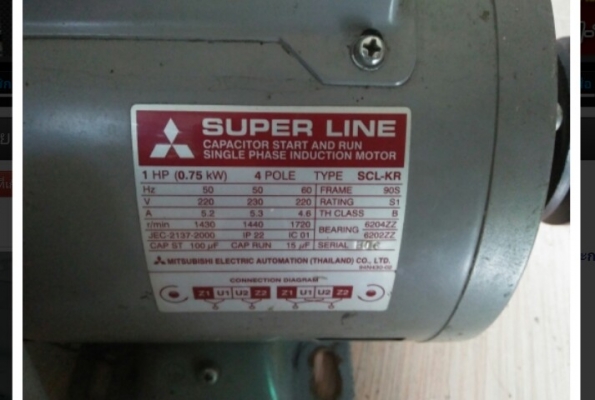 SUPER LINE
CAPACITOR START AND RUN
SINGLE PHASE INDUCTION MOTOR
1 HP (0.75 kW) 4 POLE TYPE SCL-KR
Hz 50 50 60 FRAME 90S
V 220 230 220 RATING S1
A 5.2 5.3 4.6 TH CLASS B
r/min 1430 1440 1720 BEARING 6204ZZ
JEC-2137-2000 IP 22 IC 01 6202ZZ
CAP ST 100 µF CAP RUN 15 µF SERIAL
MITSUBISHI ELECTRIC AUTOMATION (THAILAND) CO., LTD.
CONNECTION DIAGRAM
Z1 U1 U2 Z2 Z1 U1 U2 Z2